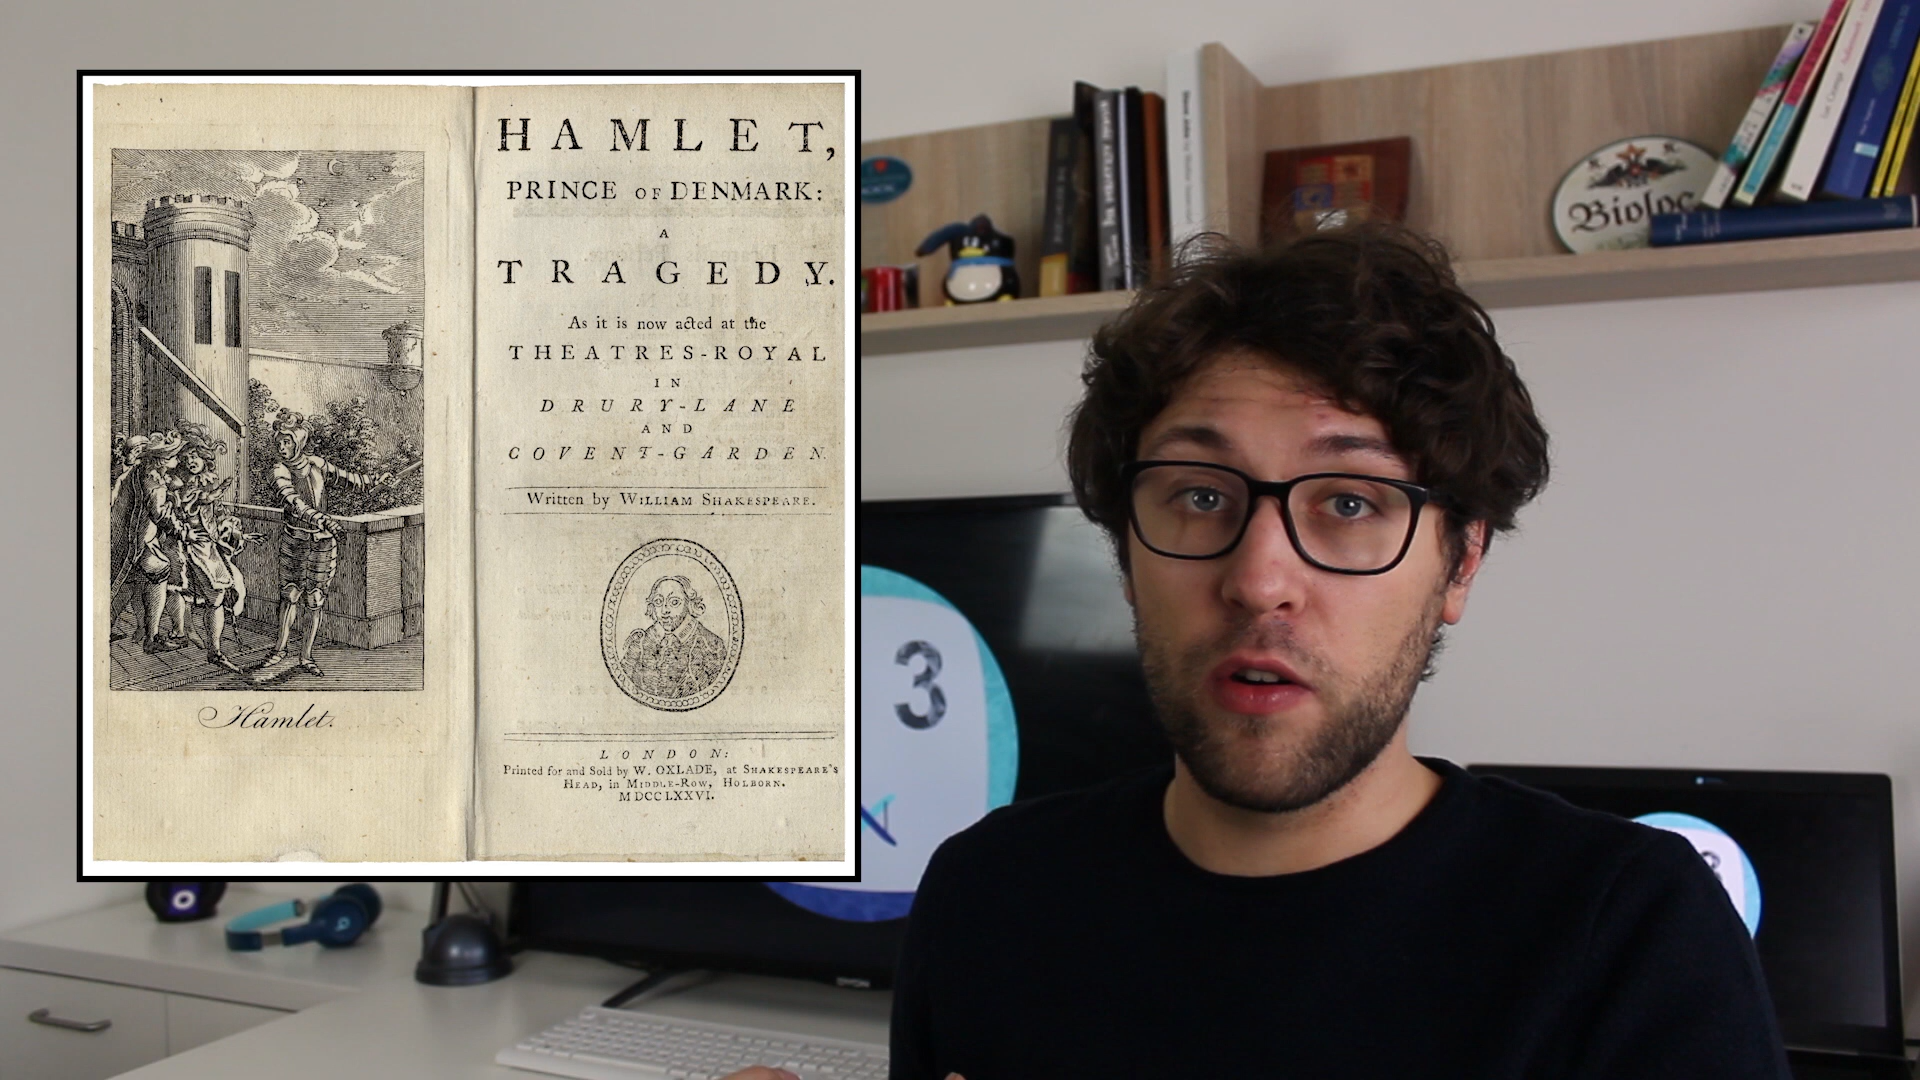 HAMLET,
PRINCE OF DENMARK:
A
TRAGEDY.
As it is now acted at the
THEATRES-ROYAL
IN
DRURY-LANE
AND
COVENT-GARDEN
Written by WILLIAM SHAKESPEARE.
LONDON:
Printed for and Sold by W. OXLADE, at SHAKESPEARE'S
HEAD, in MIDDLE-ROW, HOLBORN.
MDCCLXXVI.
Hamlet.
3